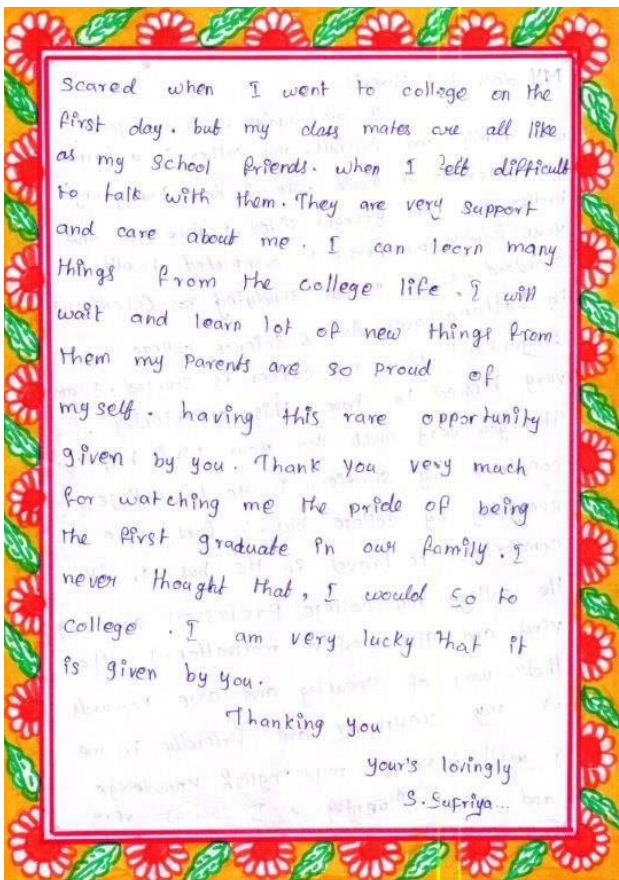 Scared when I went to college on the
first day. but my class mates are all like
as my School friends. when I felt difficult
to talk with them. They are very support
and care about me. I can learn many
things from the college life. I will
wait and learn lot of new things from
them my parents are so proud of
my self. having this rare opportunity
given by you. Thank you very much
for watching me the pride of being
the first graduate in our family. I
never thought that, I would go to
college. I am very lucky that it
is given by you.
Thanking you
your's lovingly
S. Sufriya...